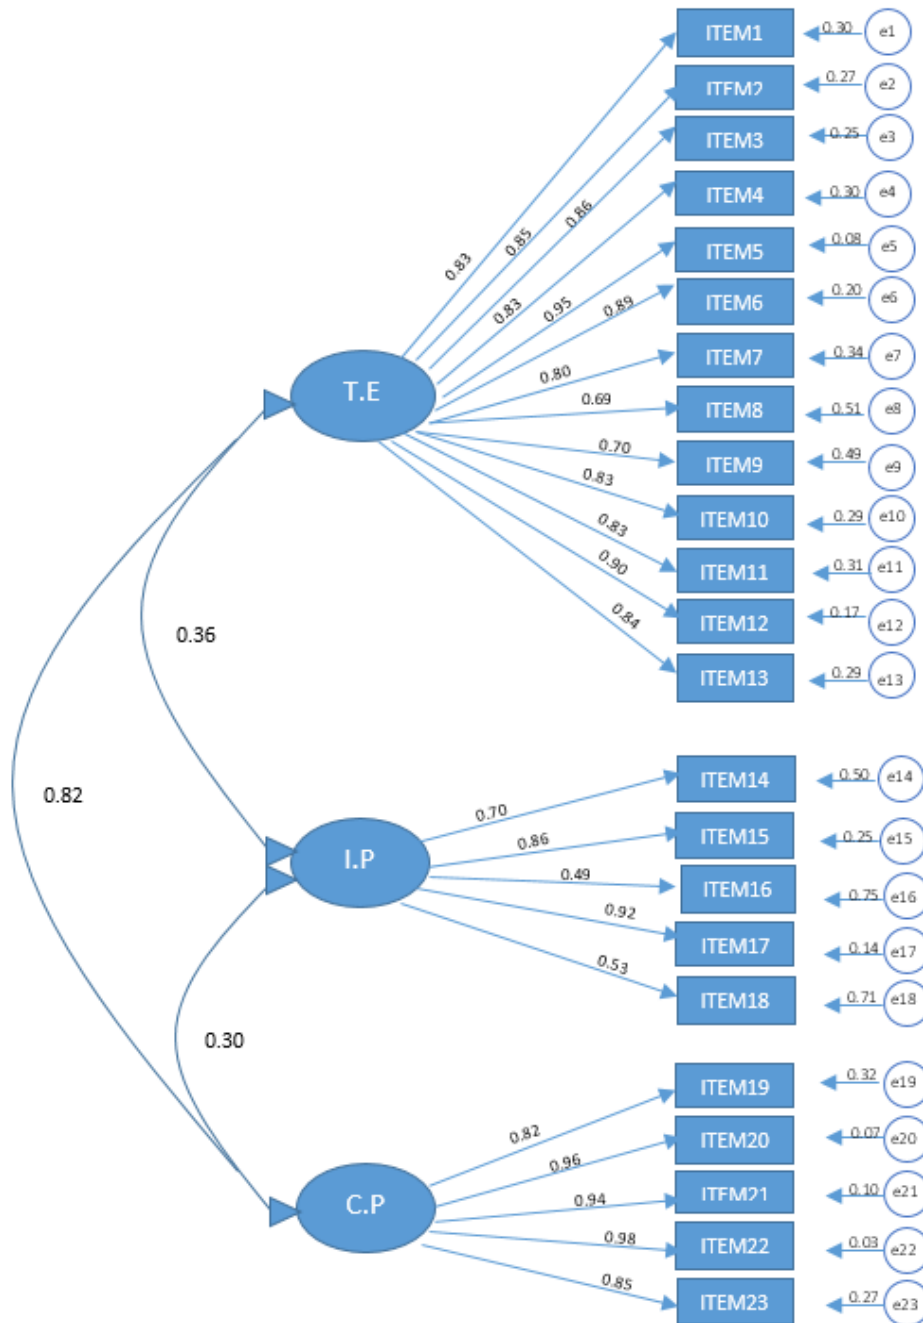 ITEM1 0.30 e1
ITEM2 0.27 e2
ITEM3 0.25 e3
ITEM4 0.30 e4
ITEM5 0.08 e5
ITEM6 0.20 e6
ITEM7 0.34 e7
ITEM8 0.51 e8
ITEM9 0.49 e9
ITEM10 0.29 e10
ITEM11 0.31 e11
ITEM12 0.17 e12
ITEM13 0.29 e13
0.83
0.85
0.86
0.83
0.95
0.89
0.80
0.69
0.70
0.83
0.83
0.90
0.84
T.E
0.36
0.82
ITEM14 0.50 e14
ITEM15 0.25 e15
ITEM16 0.75 e16
ITEM17 0.14 e17
ITEM18 0.71 e18
0.70
0.86
0.49
0.92
0.53
I.P
0.30
ITEM19 0.32 e19
ITEM20 0.07 e20
ITEM21 0.10 e21
ITEM22 0.03 e22
ITEM23 0.27 e23
0.82
0.96
0.94
0.98
0.85
C.P